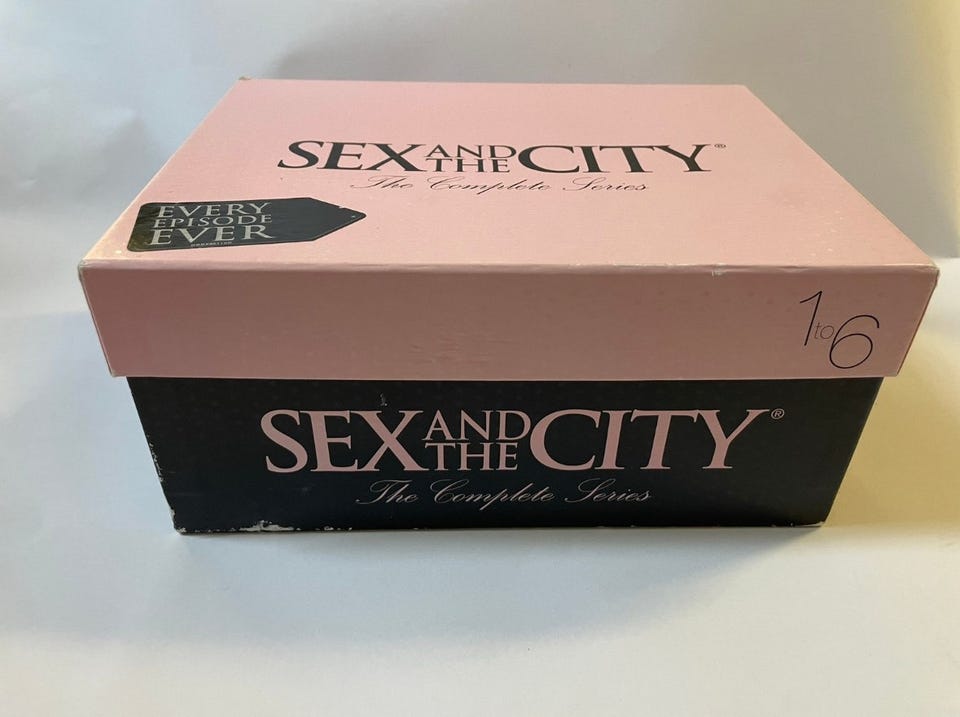 SEX AND THE CITY®
The Complete Series
EVERY
EPISODE
EVER
1 to 6
SEX AND THE CITY®
The Complete Series